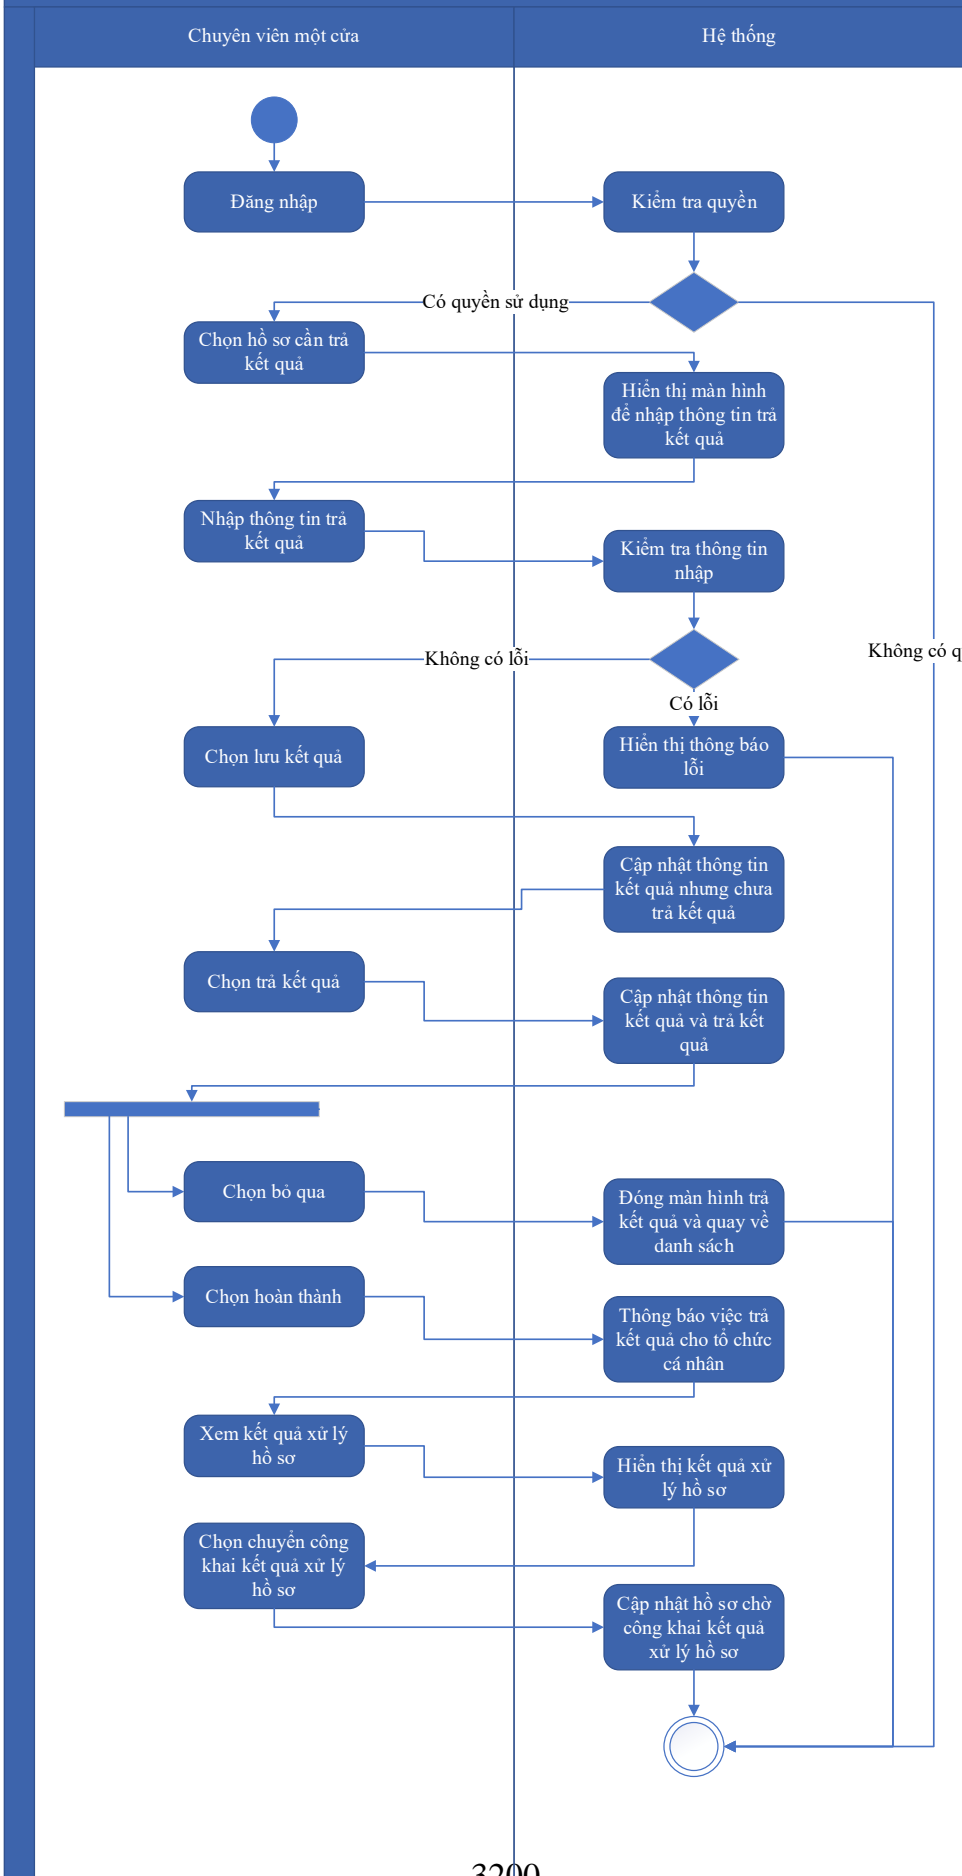 Chuyên viên một cửa
Hệ thống
Đăng nhập
Kiểm tra quyền
Có quyền sử dụng
Chọn hồ sơ cần trả
kết quả
Hiển thị màn hình
để nhập thông tin trả
kết quả
Nhập thông tin trả
kết quả
Kiểm tra thông tin
nhập
Không có q
Không có lỗi
Có lỗi
Chọn lưu kết quả
Hiển thị thông báo
lỗi
Cập nhật thông tin
kết quả nhưng chưa
trả kết quả
Chọn trả kết quả
Cập nhật thông tin
kết quả và trả kết
quả
Chọn bỏ qua
Đóng màn hình trả
kết quả và quay về
danh sách
Chọn hoàn thành
Thông báo việc trả
kết quả cho tổ chức
cá nhân
Xem kết quả xử lý
hồ sơ
Hiển thị kết quả xử
lý hồ sơ
Chọn chuyển công
khai kết quả xử lý
hồ sơ
Cập nhật hồ sơ chờ
công khai kết quả
xử lý hồ sơ
3200